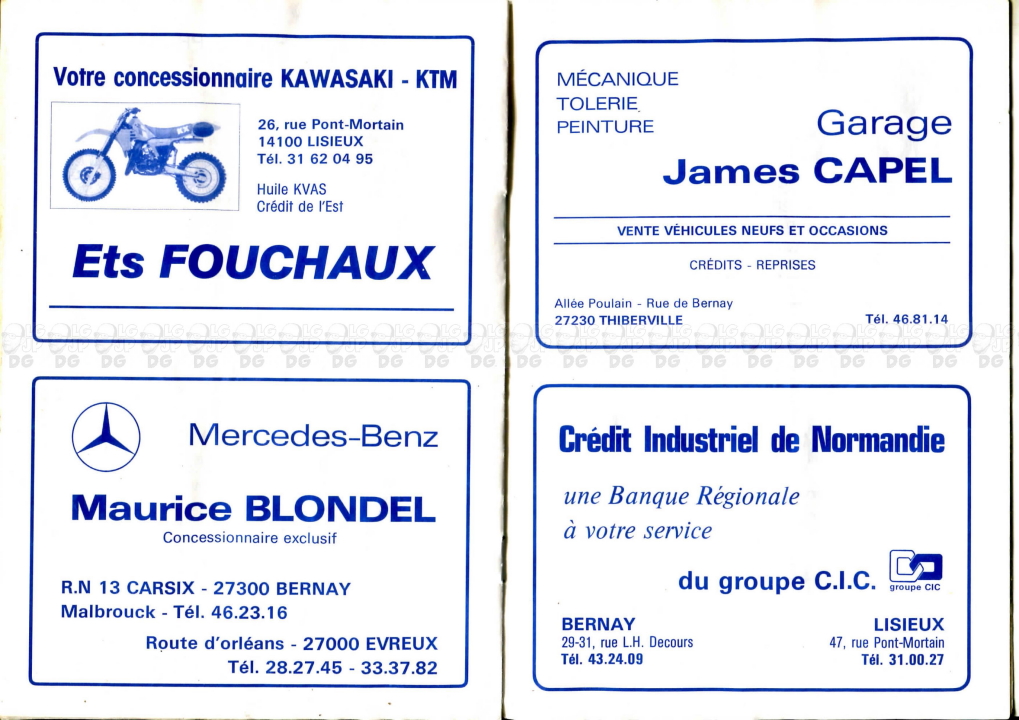 Votre concessionnaire KAWASAKI - KTM
26, rue Pont-Mortain
14100 LISIEUX
Tél. 31 62 04 95
Huile KVAS
Crédit de l'Est
Ets FOUCHAUX
Mercedes-Benz
Maurice BLONDEL
Concessionnaire exclusif
R.N 13 CARSIX - 27300 BERNAY
Malbrouck - Tél. 46.23.16
Route d'orléans - 27000 EVREUX
Tél. 28.27.45 - 33.37.82
MÉCANIQUE
TOLERIE
PEINTURE
Garage
James CAPEL
VENTE VÉHICULES NEUFS ET OCCASIONS
CRÉDITS - REPRISES
Allée Poulain - Rue de Bernay
27230 THIBERVILLE
Tél. 46.81.14
Crédit Industriel de Normandie
une Banque Régionale
à votre service
du groupe C.I.C.
groupe CIC
BERNAY
29-31, rue L.H. Decours
Tél. 43.24.09
LISIEUX
47, rue Pont-Mortain
Tél. 31.00.27